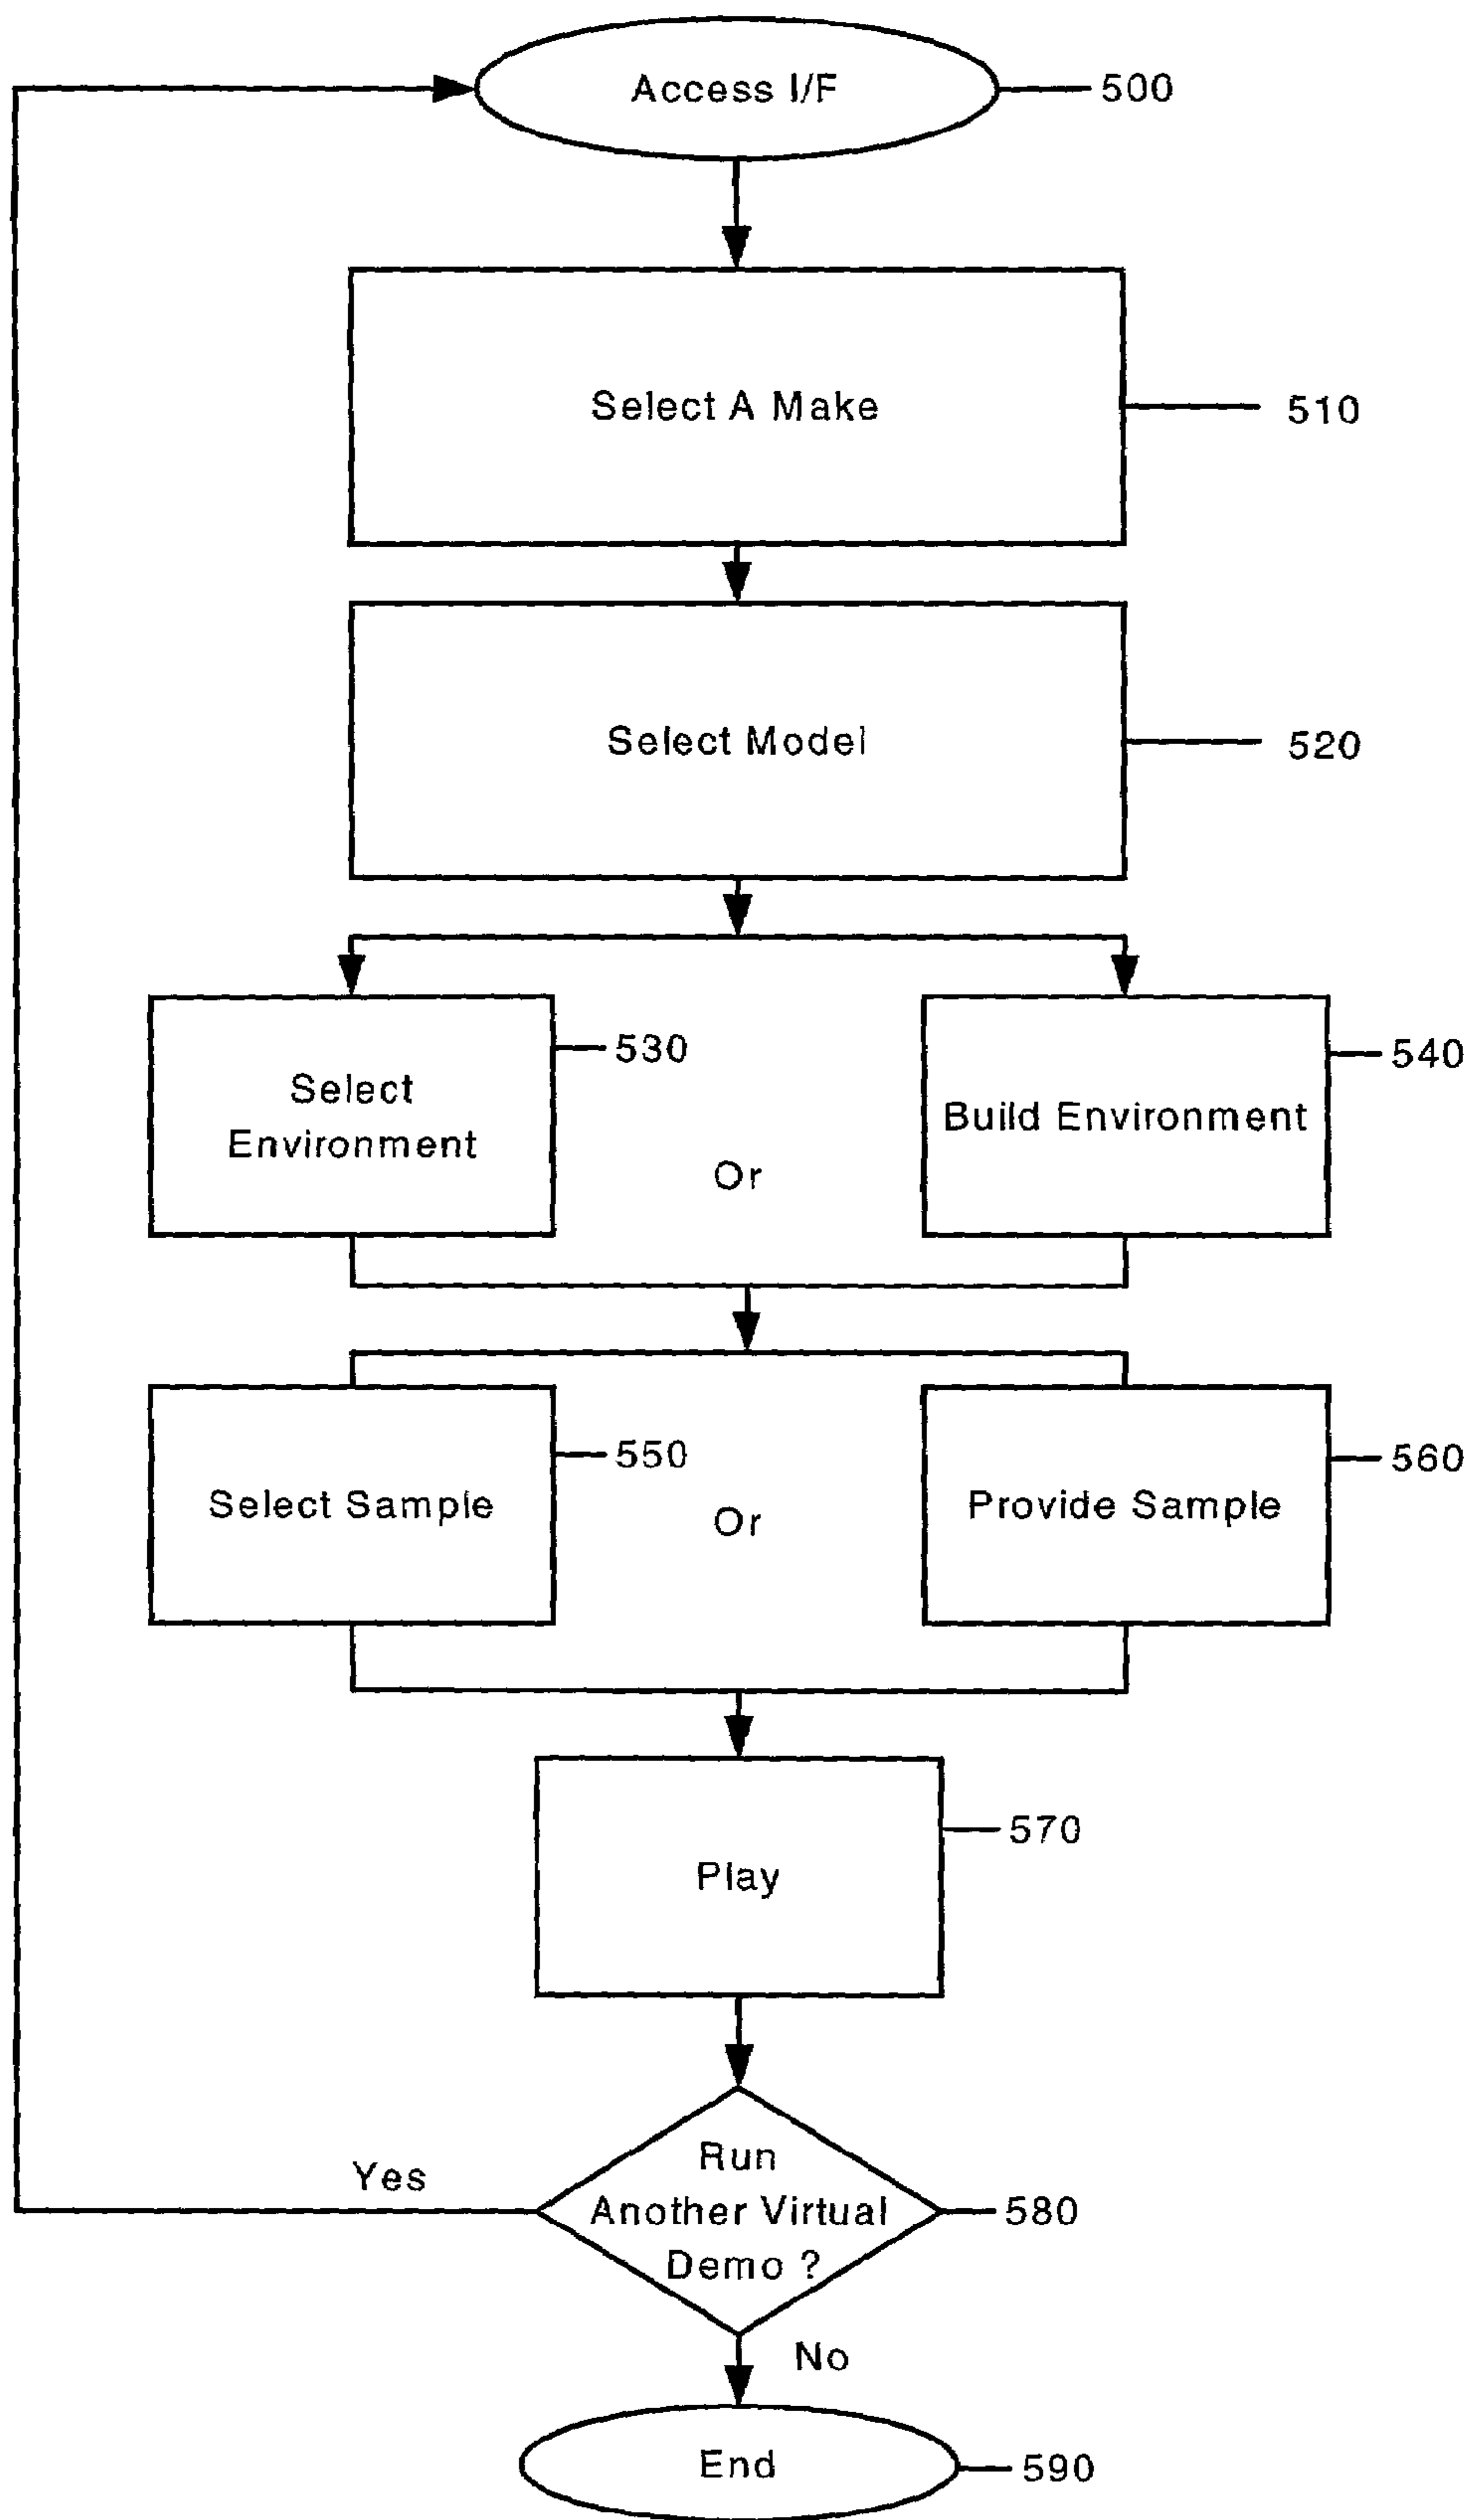 Access I/F
500
Select A Make
510
Select Model
520
530
Select
Environment
Or
540
Build Environment
550
Select Sample
Or
560
Provide Sample
570
Play
Yes
Run
Another Virtual
Demo ?
580
No
End
590